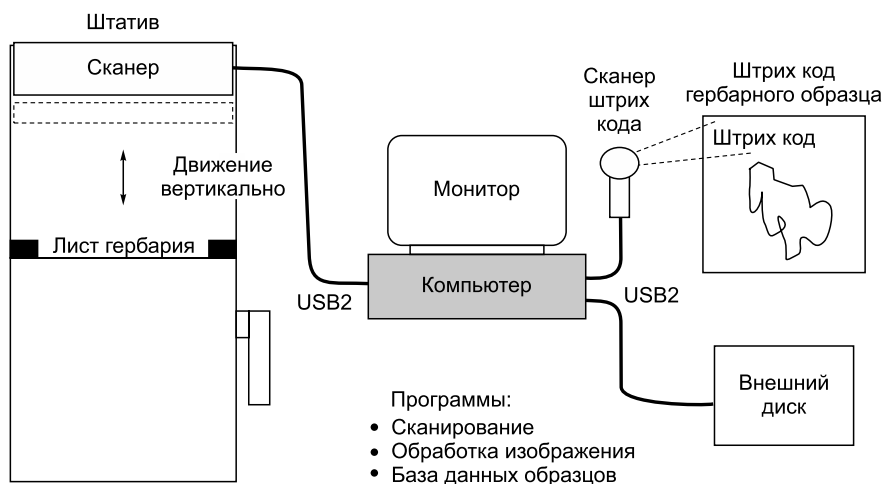 Штатив
Сканер
Движение
вертикально
Лист гербария
USB2
Монитор
Компьютер
Сканер
штрих
кода
Штрих код
гербарного образца
Штрих код
USB2
Внешний
диск
Программы:
• Сканирование
• Обработка изображения
• База данных образцов